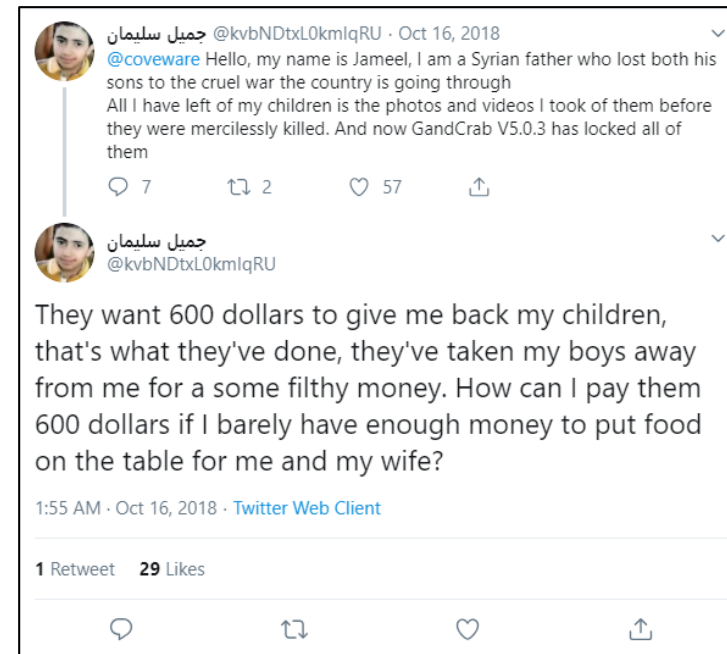 جميل سليمان @kvbNDtxL0kmlqRU · Oct 16, 2018
@coveware Hello, my name is Jameel, I am a Syrian father who lost both his
sons to the cruel war the country is going through
All I have left of my children is the photos and videos I took of them before
they were mercilessly killed. And now GandCrab V5.0.3 has locked all of
them
7 2 57
جميل سليمان
@kvbNDtxL0kmlqRU
They want 600 dollars to give me back my children,
that's what they've done, they've taken my boys away
from me for a some filthy money. How can I pay them
600 dollars if I barely have enough money to put food
on the table for me and my wife?
1:55 AM · Oct 16, 2018 · Twitter Web Client
1 Retweet 29 Likes